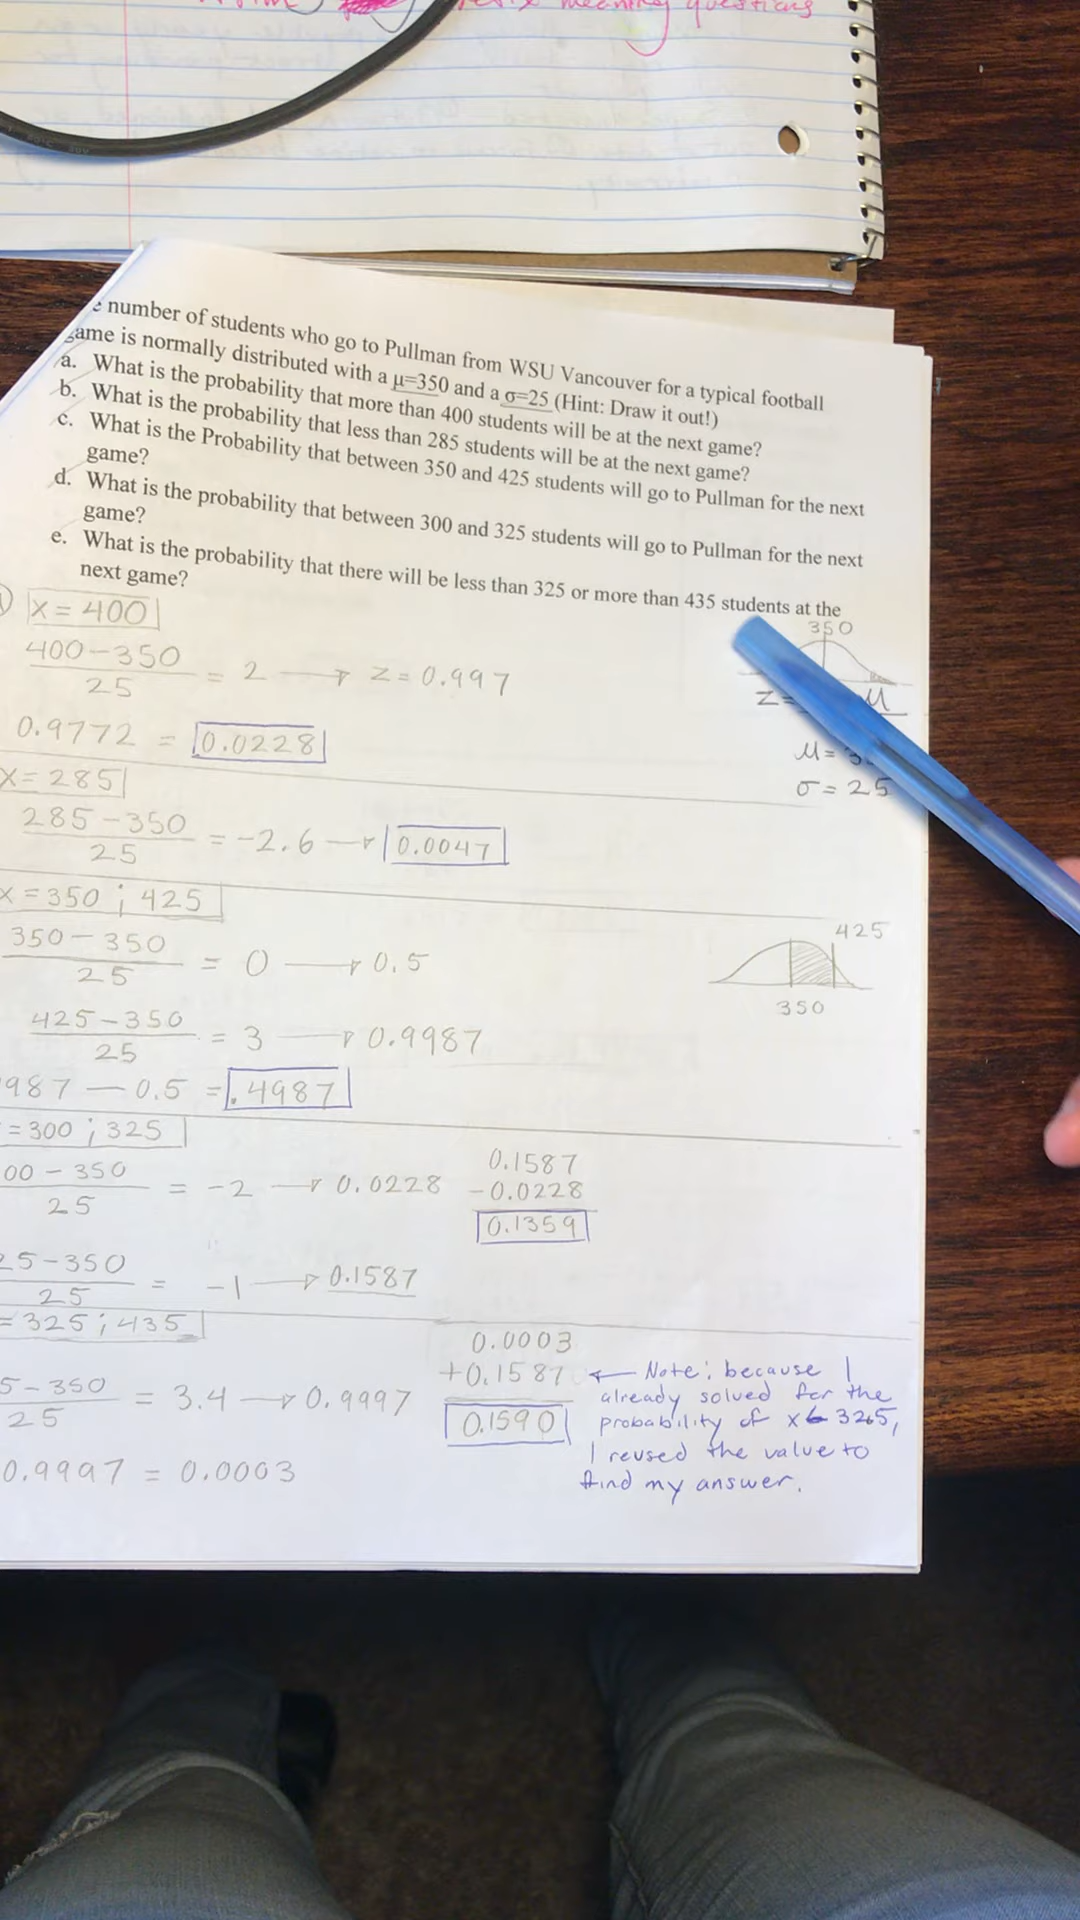 meaning questions
number of students who go to Pullman from WSU Vancouver for a typical football
game is normally distributed with a μ=350 and a σ=25 (Hint: Draw it out!)
a. What is the probability that more than 400 students will be at the next game?
b. What is the probability that less than 285 students will be at the next game?
c. What is the Probability that between 350 and 425 students will go to Pullman for the next
game?
d. What is the probability that between 300 and 325 students will go to Pullman for the next
game?
e. What is the probability that there will be less than 325 or more than 435 students at the
next game?
x = 400
350
400-350
25
= 2 → z = 0.997
z=
μ
0.9772 = 0.0228
μ= 3
σ = 25
x = 285
285-350
25
= -2.6 → 0.0047
x = 350 ; 425
350-350
25
= 0 → 0.5
425
350
425-350
25
= 3 → 0.9987
987 - 0.5 = .4987
= 300 ; 325
00 - 350
25
= -2 → 0.0228
0.1587
-0.0228
0.1359
25-350
25
= -1 → 0.1587
= 325 ; 435
5-350
25
= 3.4 → 0.9997
0.0003
+0.1587
0.1590
← Note: because I
already solved for the
probability of x 325,
I reused the value to
find my answer.
0.9997 = 0.0003